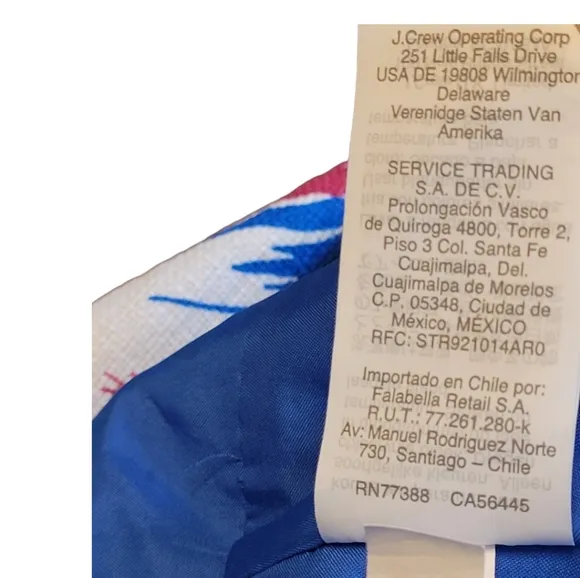 J.Crew Operating Corp
251 Little Falls Drive
USA DE 19808 Wilmington
Delaware
Verenidge Staten Van
Amerika
SERVICE TRADING
S.A. DE C.V.
Prolongación Vasco
de Quiroga 4800, Torre 2,
Piso 3 Col. Santa Fe
Cuajimalpa, Del.
Cuajimalpa de Morelos
C.P. 05348, Ciudad de
México, MÉXICO
RFC: STR921014AR0
Importado en Chile por:
Falabella Retail S.A.
R.U.T.: 77.261.280-k
Av: Manuel Rodriguez Norte
730, Santiago – Chile
RN77388 CA56445